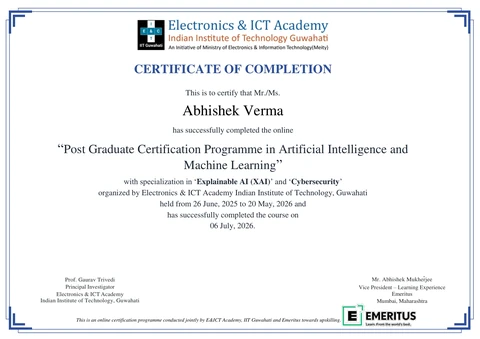 E&ICT
IIT Guwahati
Electronics & ICT Academy
Indian Institute of Technology Guwahati
An Initiative of Ministry of Electronics & Information Technology(Meity)
CERTIFICATE OF COMPLETION
This is to certify that Mr./Ms.
Abhishek Verma
has successfully completed the online
“Post Graduate Certification Programme in Artificial Intelligence and
Machine Learning”
with specialization in ‘Explainable AI (XAI)’ and ‘Cybersecurity’
organized by Electronics & ICT Academy Indian Institute of Technology, Guwahati
held from 26 June, 2025 to 20 May, 2026 and
has successfully completed the course on
06 July, 2026.
Prof. Gaurav Trivedi
Principal Investigator
Electronics & ICT Academy
Indian Institute of Technology, Guwahati
Mr. Abhishek Mukherjee
Vice President – Learning Experience
Emeritus
Mumbai, Maharashtra
This is an online certification programme conducted jointly by E&ICT Academy, IIT Guwahati and Emeritus towards upskilling.
EMERITUS
Learn. From the world's best.